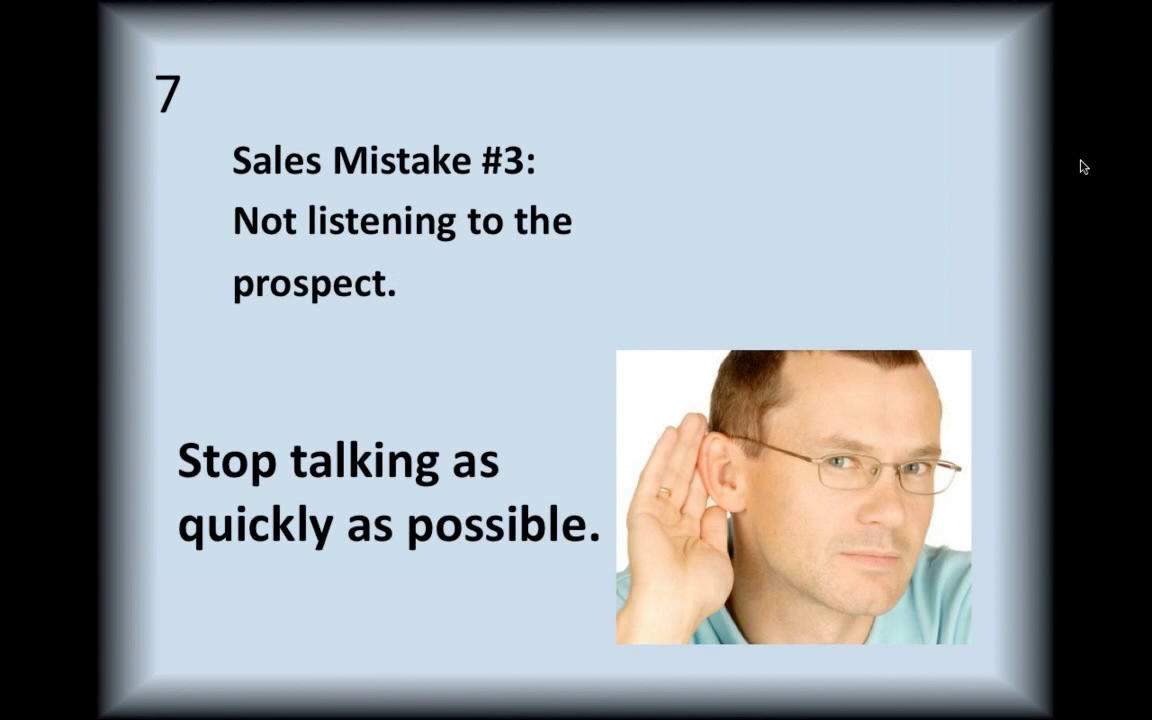 7
Sales Mistake #3:
Not listening to the
prospect.
Stop talking as
quickly as possible.